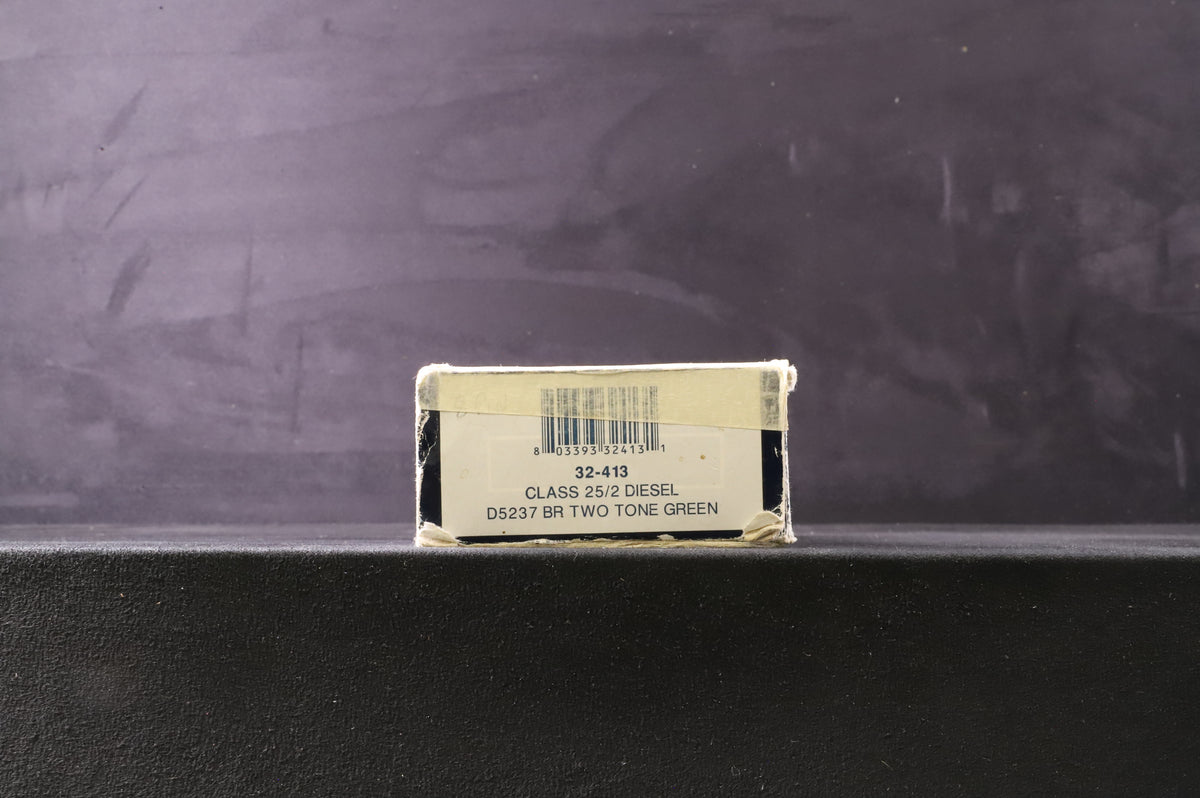 8 03393 32413 1
32-413
CLASS 25/2 DIESEL
D5237 BR TWO TONE GREEN